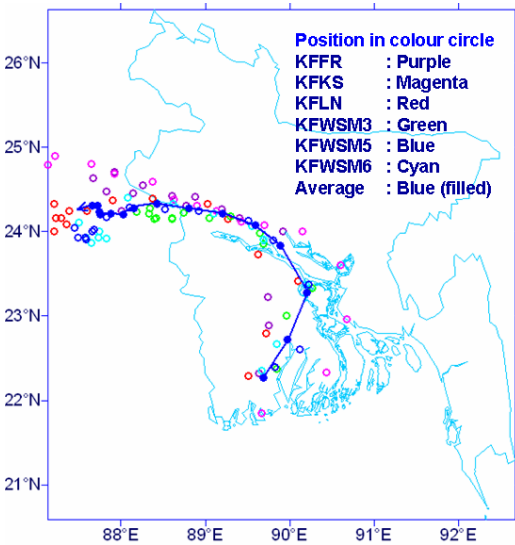 Position in colour circle
KFFR : Purple
KFKS : Magenta
KFLN : Red
KFWSM3 : Green
KFWSM5 : Blue
KFWSM6 : Cyan
Average : Blue (filled)
26°N
25°N
24°N
23°N
22°N
21°N
88°E 89°E 90°E 91°E 92°E